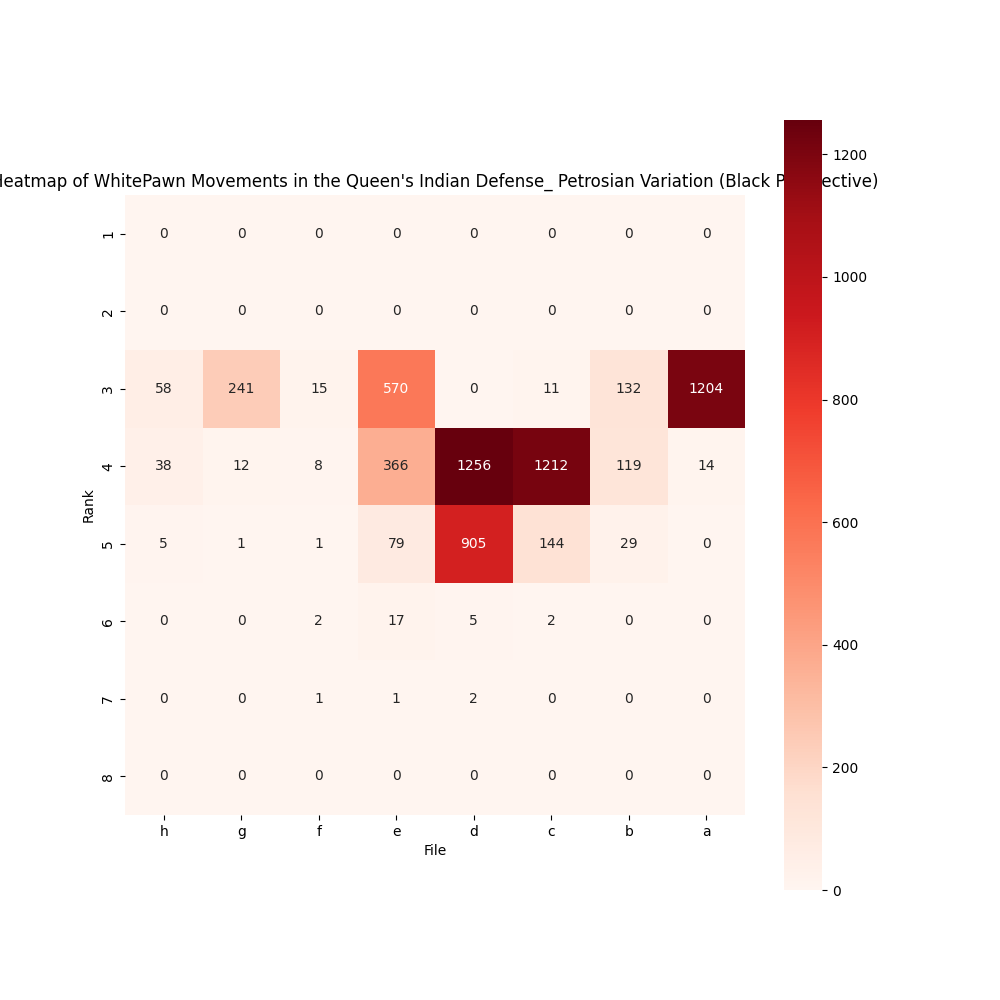 Heatmap of WhitePawn Movements in the Queen's Indian Defense_ Petrosian Variation (Black P ective)
1200
1000
800
600
400
200
0
1 0 0 0 0 0 0 0 0
2 0 0 0 0 0 0 0 0
3 58 241 15 570 0 11 132 1204
4 38 12 8 366 1256 1212 119 14
5 5 1 1 79 905 144 29 0
6 0 0 2 17 5 2 0 0
7 0 0 1 1 2 0 0 0
8 0 0 0 0 0 0 0 0
Rank
h g f e d c b a
File